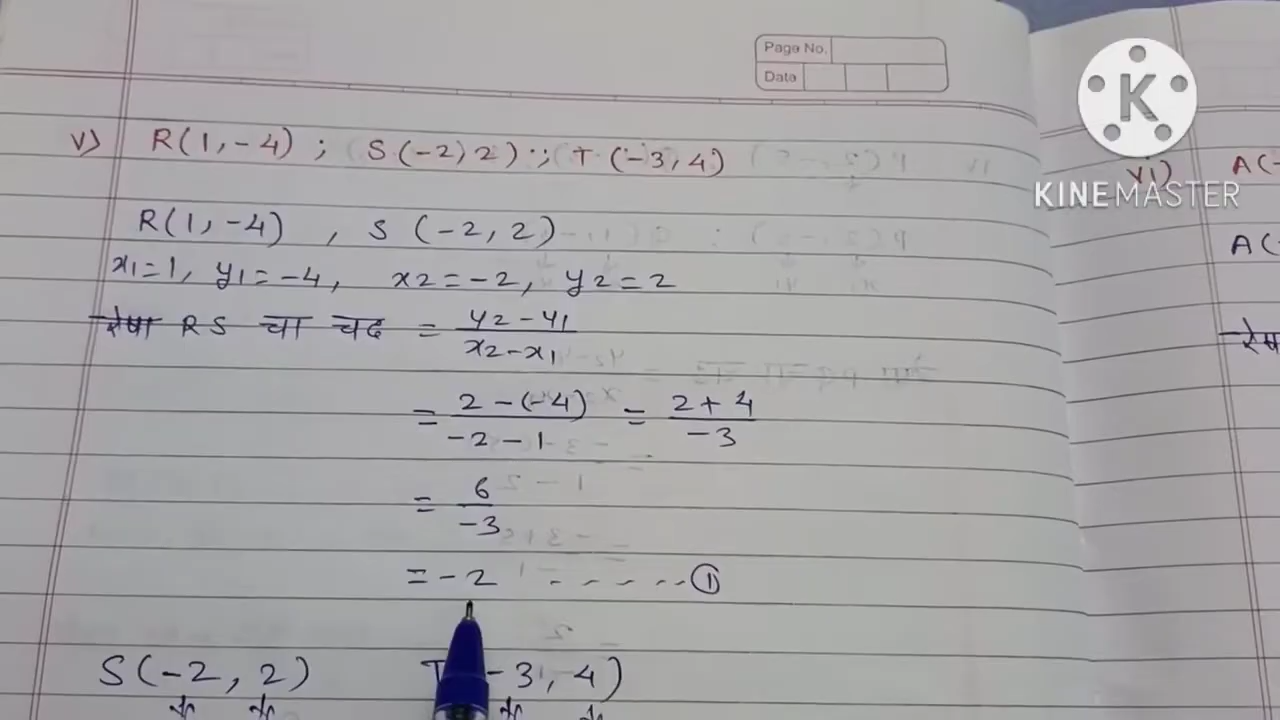 Page No.
Date
K
KINEMASTER
v) R(1,-4) ; S(-2,2) ; T(-3,4)
R(1,-4) , S (-2,2)
x1=1, y1=-4, x2=-2, y2=2
रेषा RS चा चढ = y2-y1 / x2-x1
= 2-(-4) / -2-1 = 2+4 / -3
= 6 / -3
= -2 ------ ①
S(-2,2) T(-3,4)
vi) A(-
A(-